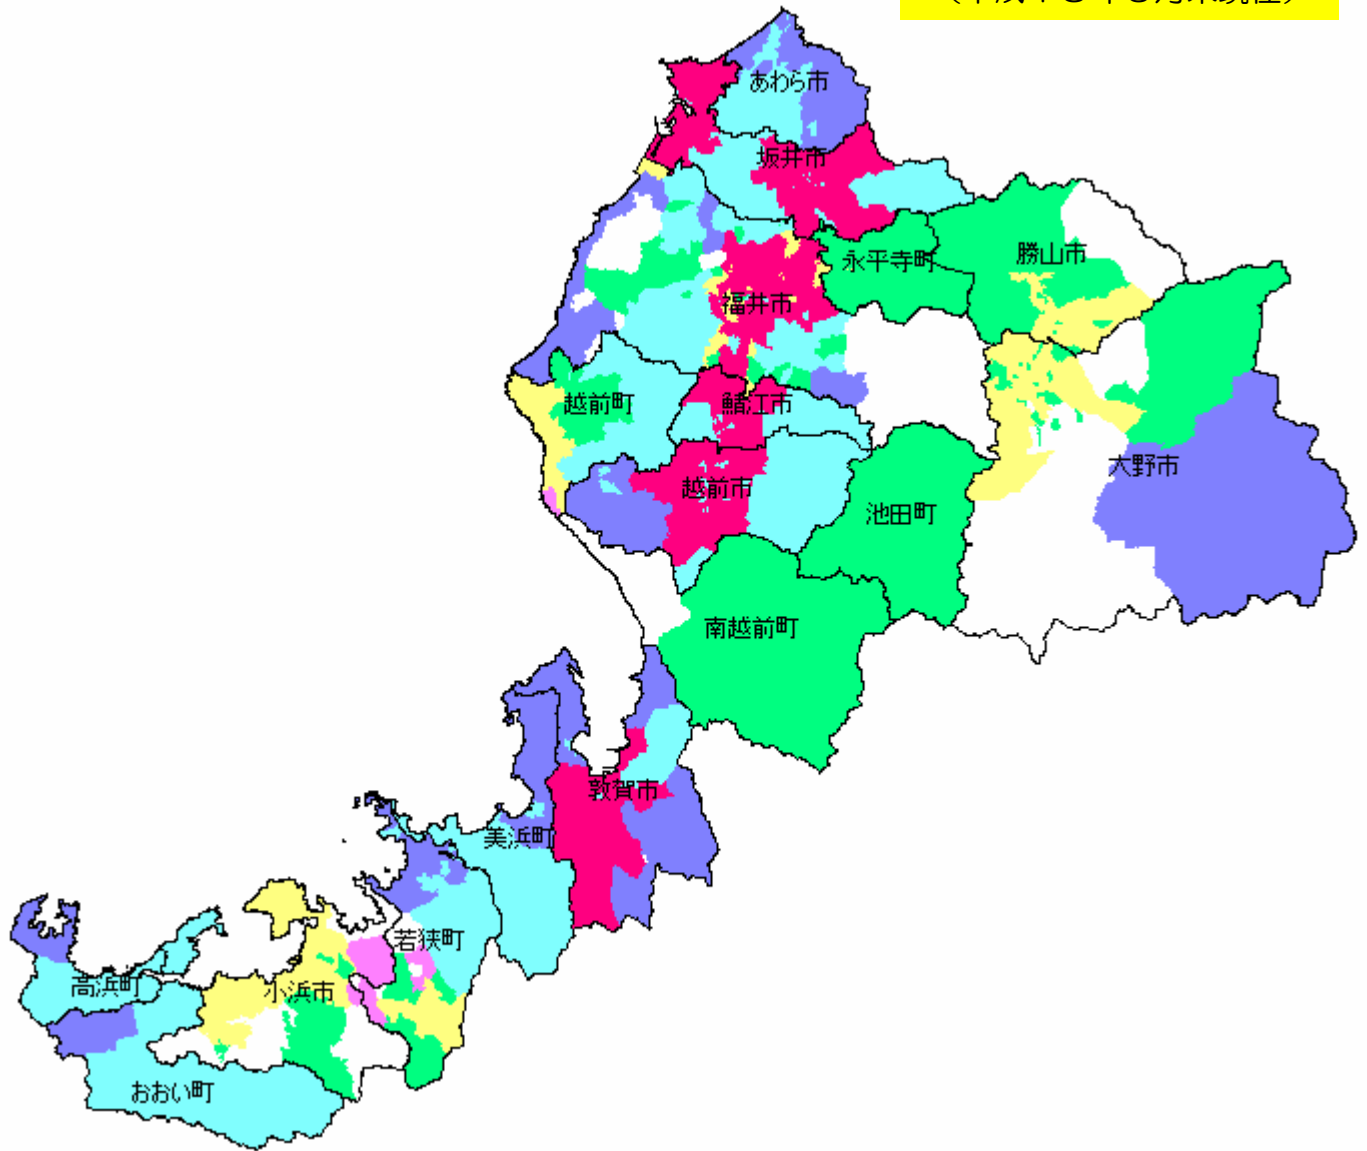 あわら市
坂井市
永平寺町
勝山市
福井市
越前町
鯖江市
大野市
越前市
池田町
南越前町
敦賀市
美浜町
若狭町
高浜町
小浜市
おおい町